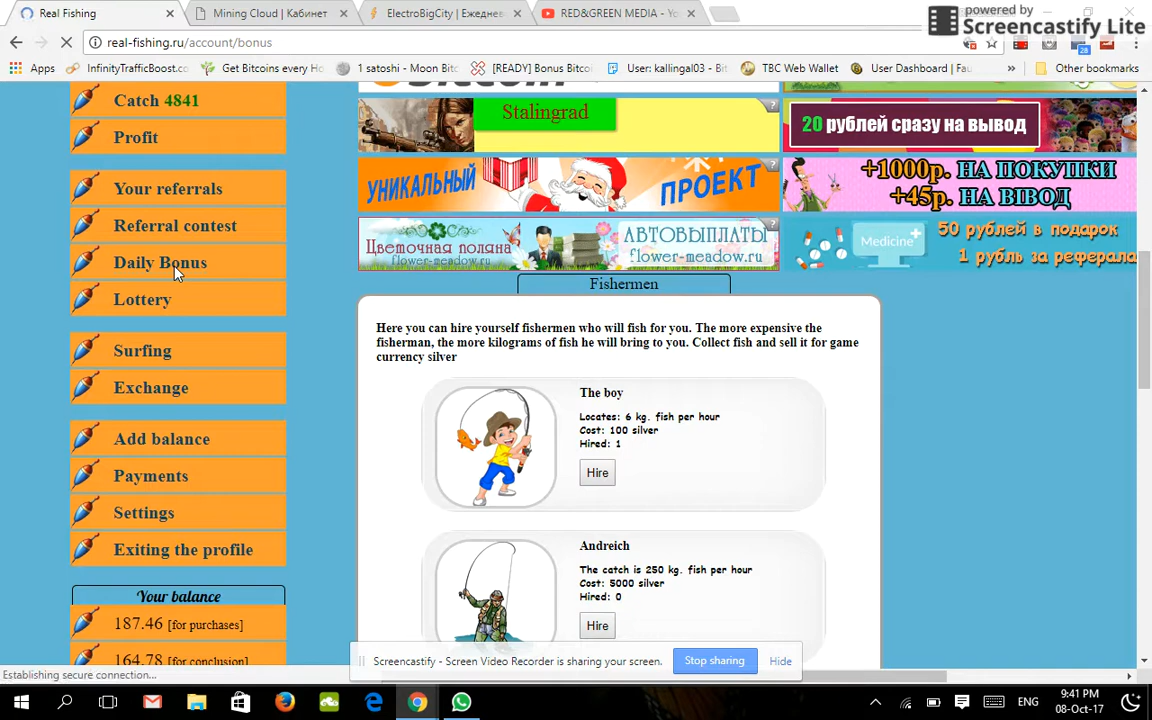 Real Fishing
Mining Cloud | Кабинет
ElectroBigCity | Ежеднев
RED&GREEN MEDIA - Yo
powered by
Screencastify Lite
real-fishing.ru/account/bonus
Apps
InfinityTrafficBoost.co
Get Bitcoins every Ho
1 satoshi - Moon Bitc
[READY] Bonus Bitcoi
User: kallingal03 - Bit
TBC Web Wallet
User Dashboard | Fau
»
Other bookmarks
28
Catch 4841
Profit
Your referrals
Referral contest
Daily Bonus
Lottery
Surfing
Exchange
Add balance
Payments
Settings
Exiting the profile
Your balance
187.46 [for purchases]
164.78 [for conclusion]
Stalingrad
?
20 рублей сразу на вывод
УНИКАЛЬНЫЙ ПРОЕКТ
?
+1000р. НА ПОКУПКИ
+45р. НА ВІВОД
Цветочная поляна
flower-meadow.ru
АВТОВЫПЛАТЫ
flower-meadow.ru
?
Medicine
50 рублей в подарок
1 рубль за реферала
Fishermen
Here you can hire yourself fishermen who will fish for you. The more expensive the
fisherman, the more kilograms of fish he will bring to you. Collect fish and sell it for game
currency silver
The boy
Locates: 6 kg. fish per hour
Cost: 100 silver
Hired: 1
Hire
Andreich
The catch is 250 kg. fish per hour
Cost: 5000 silver
Hired: 0
Hire
Screencastify - Screen Video Recorder is sharing your screen.
Stop sharing
Hide
Establishing secure connection...
ENG
9:41 PM
08-Oct-17